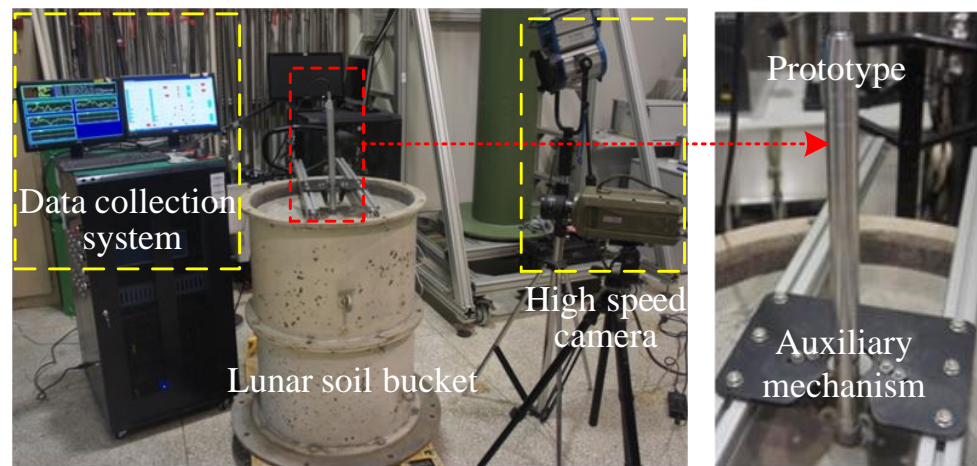 Data collection
system
Lunar soil bucket
High speed
camera
Prototype
Auxiliary
mechanism